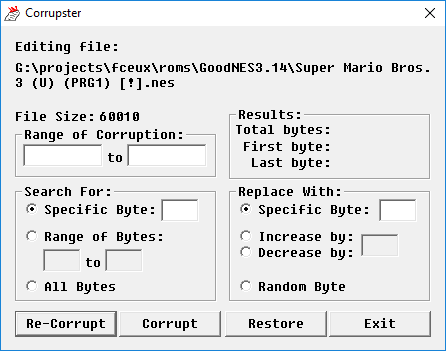 Corrupster
Editing file:
G:\projects\fceux\roms\GoodNES3.14\Super Mario Bros.
3 (U) (PRG1) [!].nes
File Size: 60010
Range of Corruption:
to
Results:
Total bytes:
First byte:
Last byte:
Search For:
Specific Byte:
Range of Bytes:
to
All Bytes
Replace With:
Specific Byte:
Increase by:
Decrease by:
Random Byte
Re-Corrupt
Corrupt
Restore
Exit